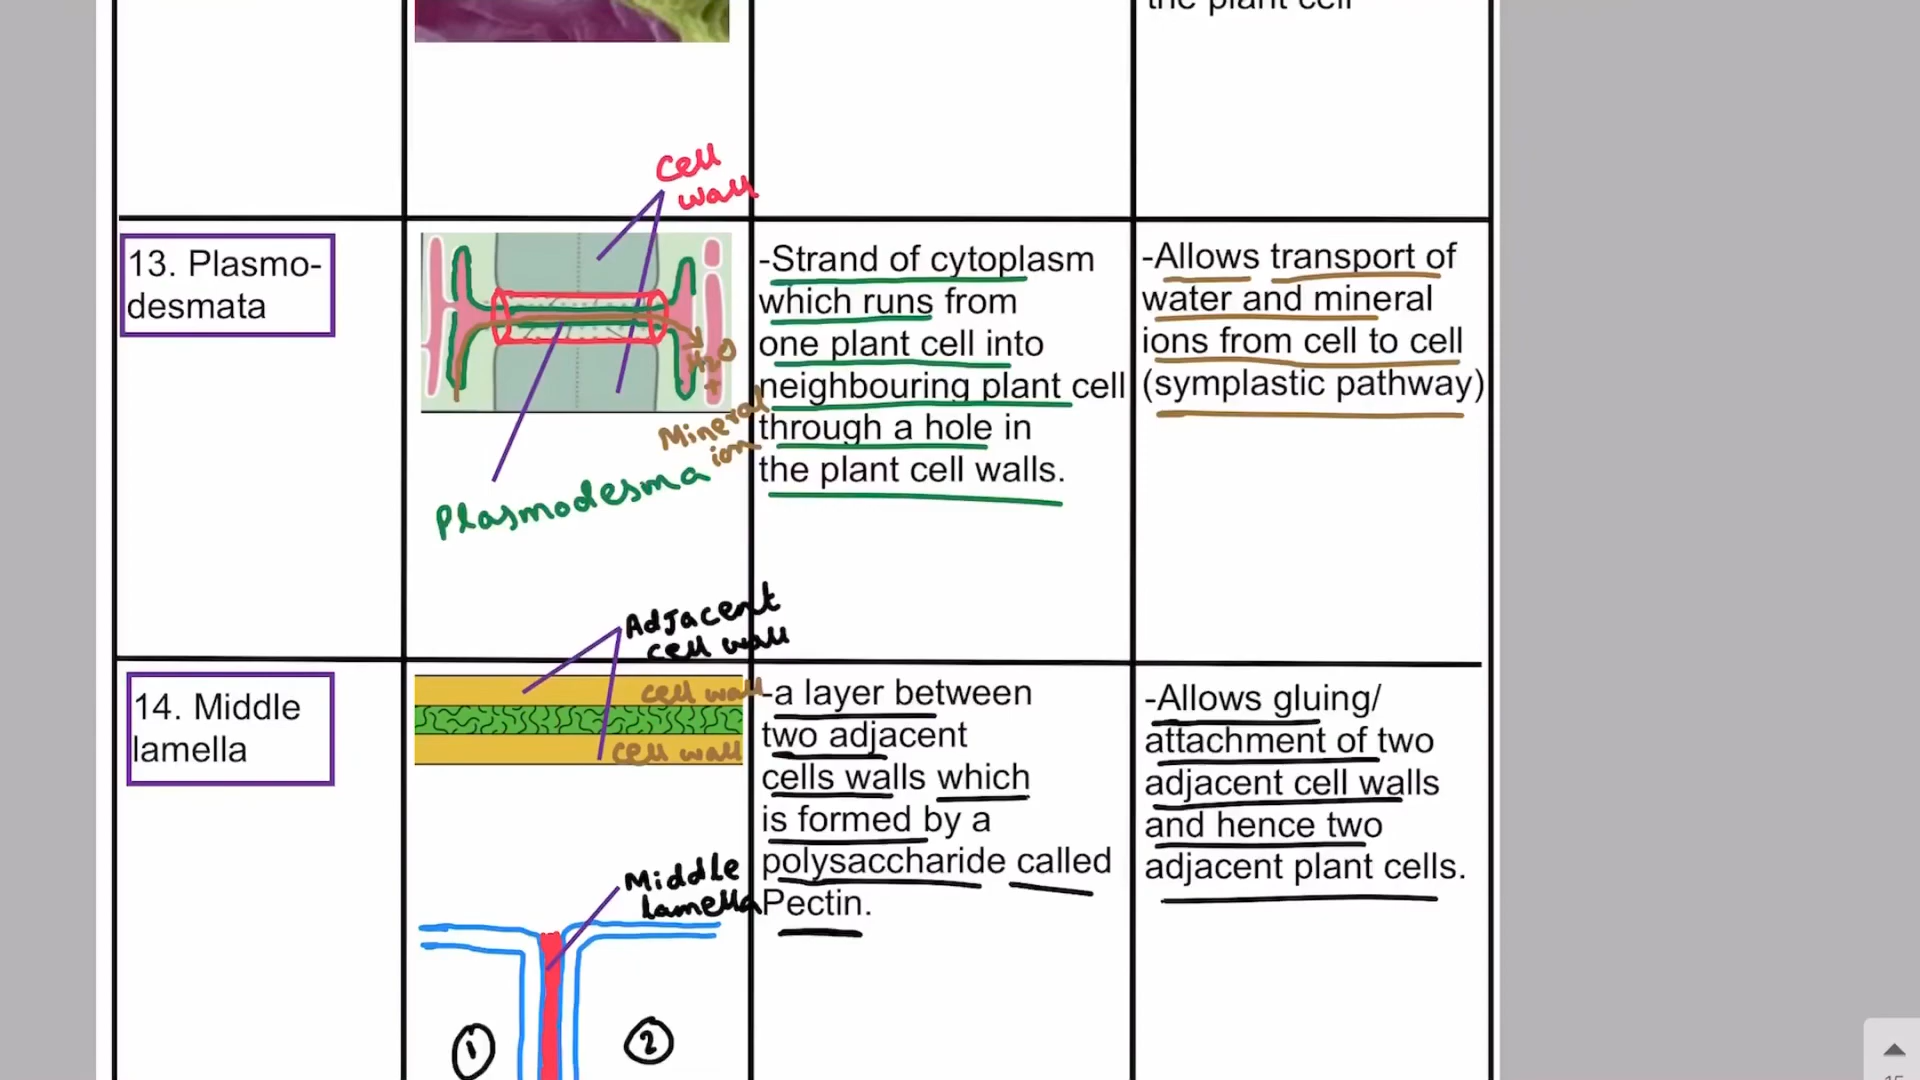 the plant cell
Cell
wall
13. Plasmo-
desmata
H2O
+
Mineral
ion
Plasmodesma
-Strand of cytoplasm
which runs from
one plant cell into
neighbouring plant cell
through a hole in
the plant cell walls.
-Allows transport of
water and mineral
ions from cell to cell
(symplastic pathway)
Adjacent
cell wall
14. Middle
lamella
cell wall
cell wall
Middle
lamella
1
2
-a layer between
two adjacent
cells walls which
is formed by a
polysaccharide called
Pectin.
-Allows gluing/
attachment of two
adjacent cell walls
and hence two
adjacent plant cells.